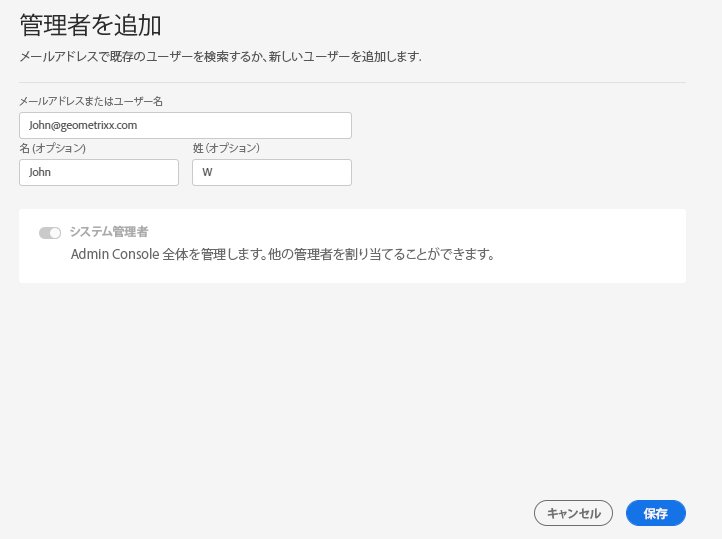 管理者を追加
メールアドレスで既存のユーザーを検索するか、新しいユーザーを追加します.
メールアドレスまたはユーザー名
John@geometrixx.com
名 (オプション) 姓 (オプション)
John W
システム管理者
Admin Console 全体を管理します。他の管理者を割り当てることができます。
キャンセル 保存